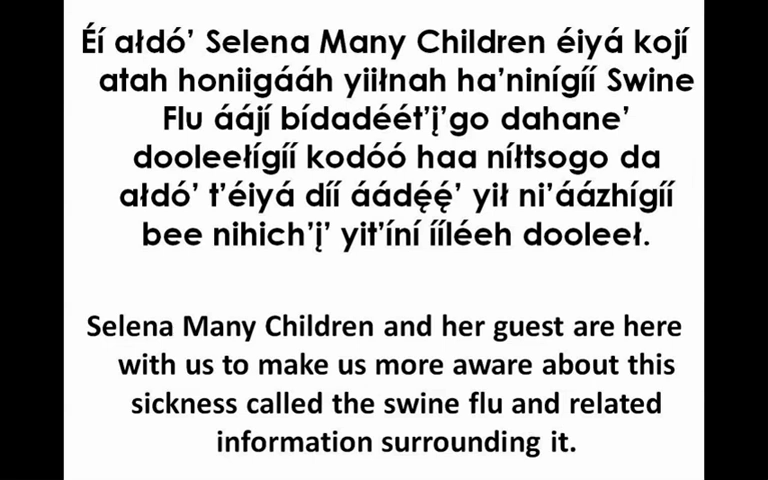 Éí ałdó’ Selena Many Children éiyá kojí
atah honiigááh yiiłnah ha’ninígíí Swine
Flu áájí bídadéét’į’go dahane’
dooleełígíí kodóó haa níłtsogo da
ałdó’ t’éiyá díí áádę́ę́’ yił ni’áázhígíí
bee nihich’į’ yit’íní ííléeh dooleeł.
Selena Many Children and her guest are here
with us to make us more aware about this
sickness called the swine flu and related
information surrounding it.